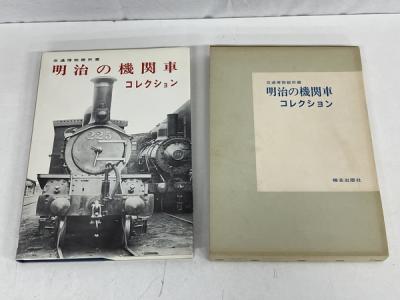 交通博物館所蔵
明治の機関車
コレクション
225
交通博物館所蔵
明治の機関車
コレクション
機芸出版社